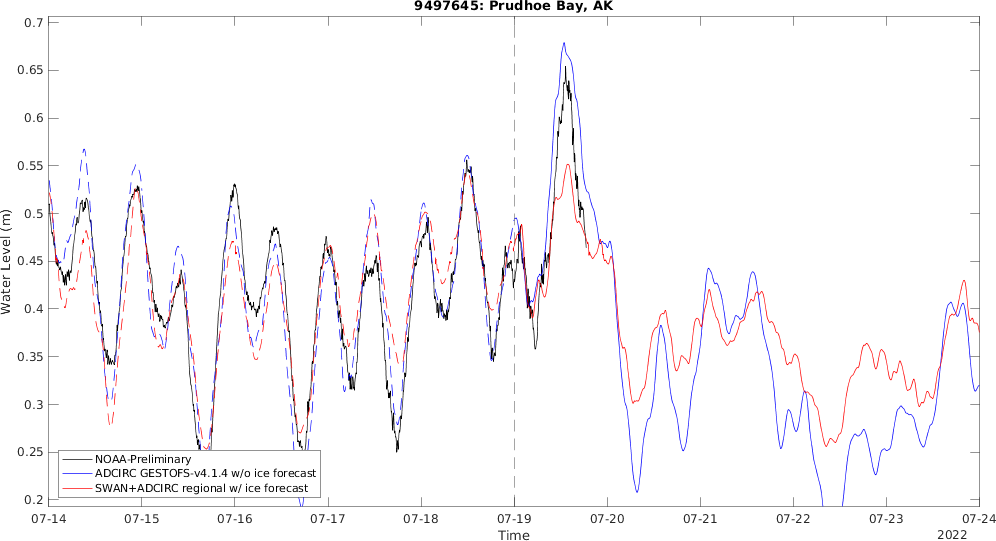 9497645: Prudhoe Bay, AK
0.7
0.65
0.6
0.55
0.5
0.45
0.4
0.35
0.3
0.25
0.2
Water Level (m)
NOAA-Preliminary
ADCIRC GESTOFS-v4.1.4 w/o ice forecast
SWAN+ADCIRC regional w/ ice forecast
07-14 07-15 07-16 07-17 07-18 07-19 07-20 07-21 07-22 07-23 07-24
Time
2022